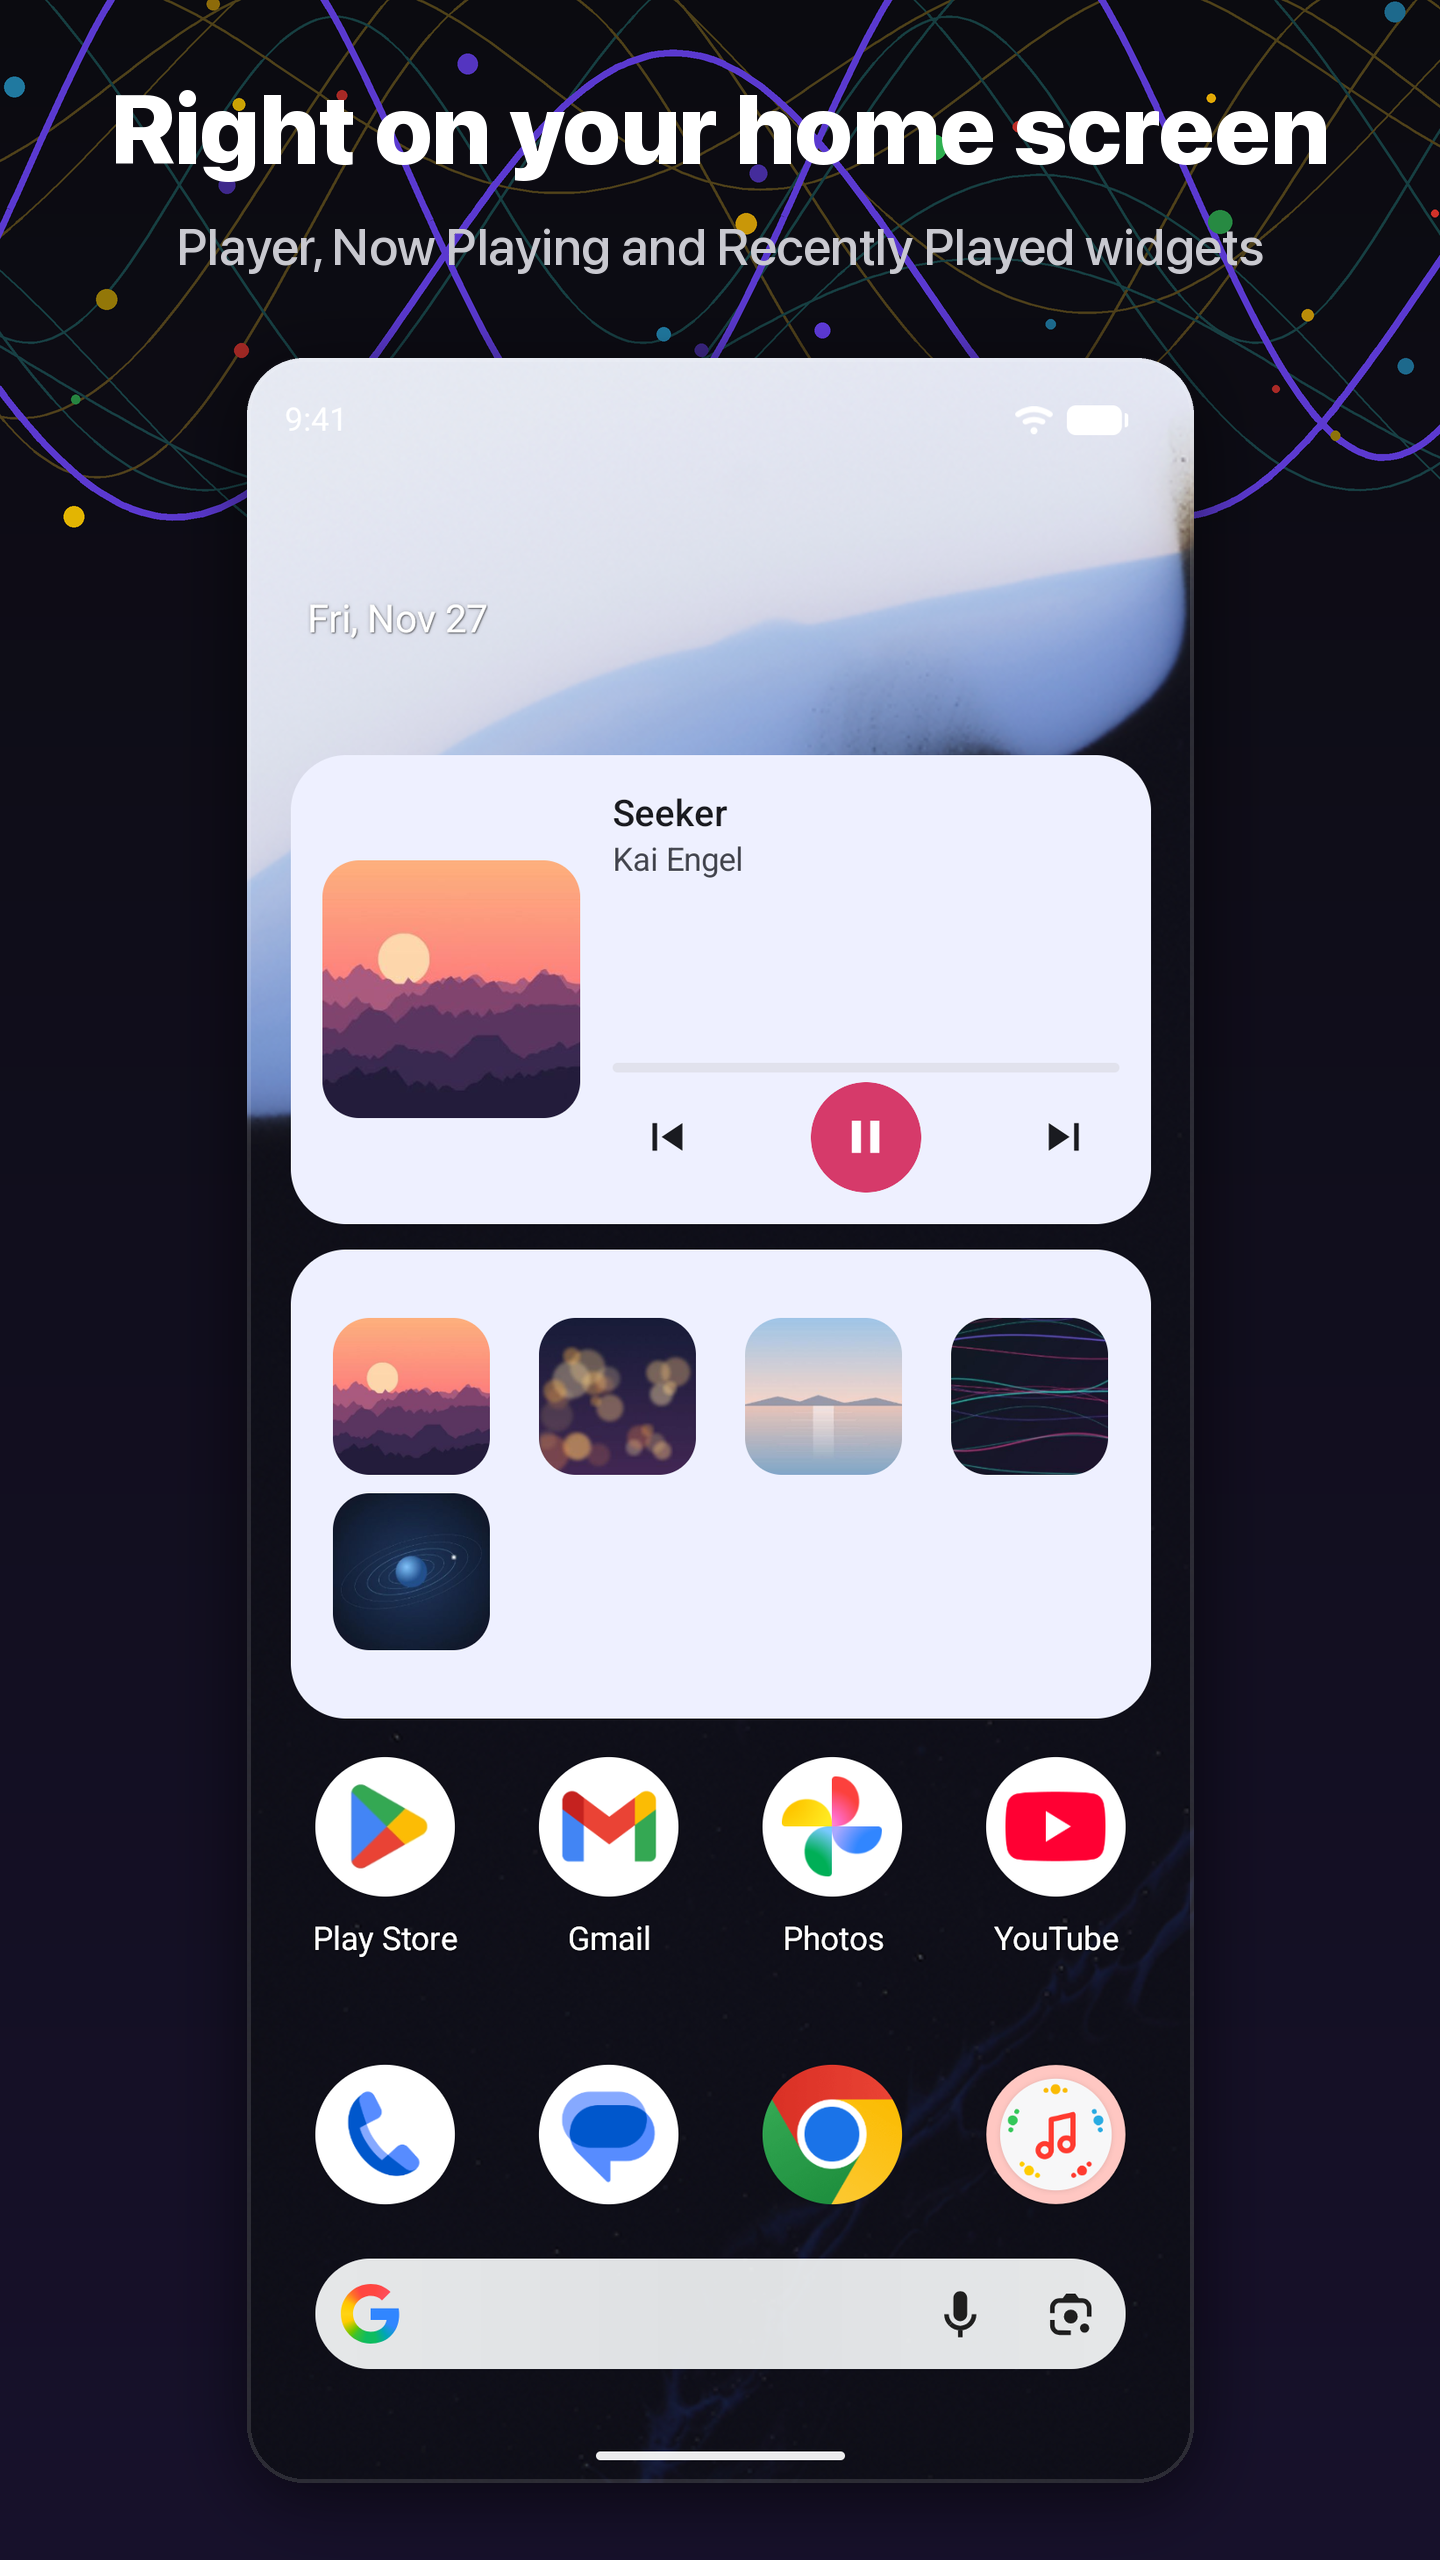 Right on your home screen
Player, Now Playing and Recently Played widgets
9:41
Fri, Nov 27
Seeker
Kai Engel
Play Store
Gmail
Photos
YouTube